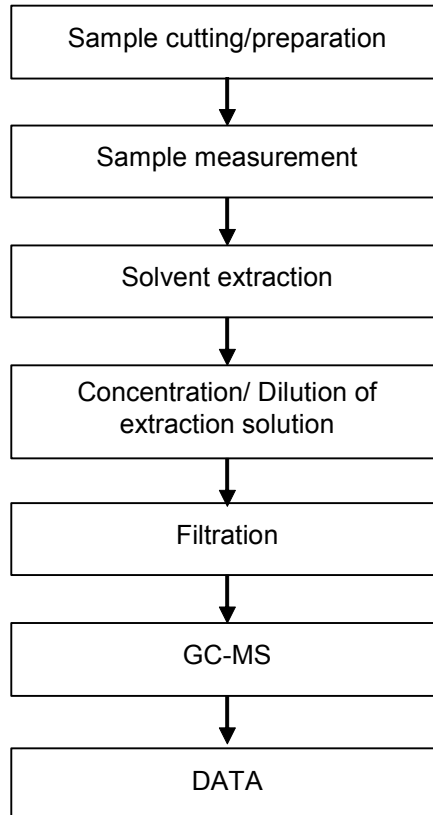 Sample cutting/preparation
Sample measurement
Solvent extraction
Concentration/ Dilution of
extraction solution
Filtration
GC-MS
DATA